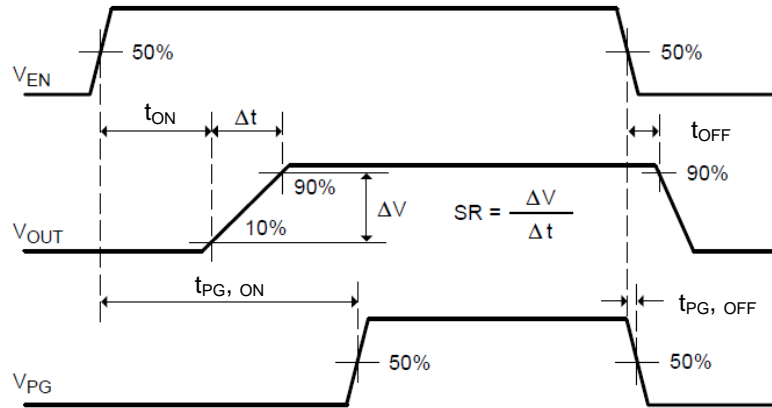 50% 50%
VEN
tON Δt tOFF
90% 90%
ΔV SR = ΔV / Δt
10%
VOUT
tPG, ON tPG, OFF
50% 50%
VPG